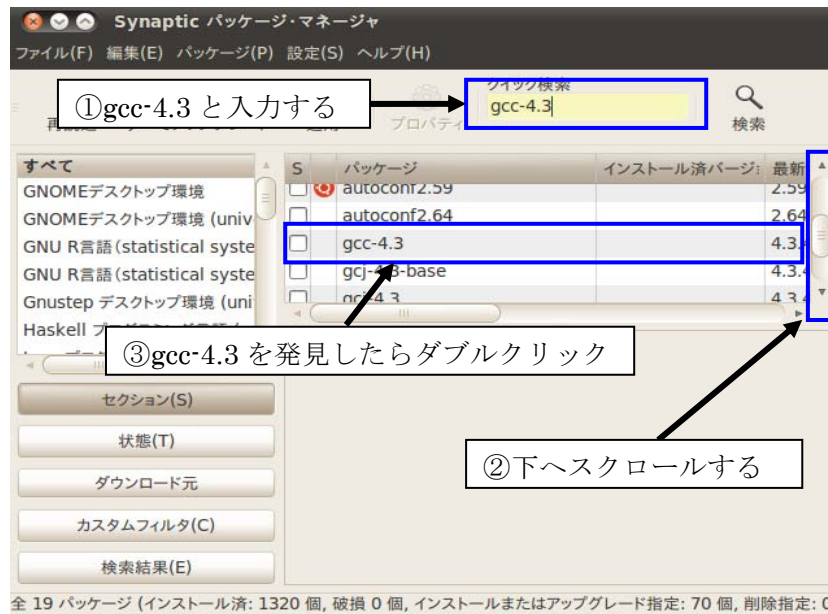 Synaptic パッケージ・マネージャ
ファイル(F) 編集(E) パッケージ(P) 設定(S) ヘルプ(H)
クイック検索
①gcc-4.3 と入力する
gcc-4.3
プロパティ
検索
すべて
GNOMEデスクトップ環境
GNOMEデスクトップ環境 (univ
GNU R言語(statistical syste
GNU R言語(statistical syste
Gnustep デスクトップ環境 (uni
Haskell
S パッケージ インストール済バージ 最新
autoconf2.59 2.59
autoconf2.64 2.64
gcc-4.3 4.3.4
gcj-4.3-base 4.3.4
gcj-4.3 4.3.4
③gcc-4.3 を発見したらダブルクリック
セクション(S)
状態(T)
②下へスクロールする
ダウンロード元
カスタムフィルタ(C)
検索結果(E)
全 19 パッケージ (インストール済: 1320 個, 破損 0 個, インストールまたはアップグレード指定: 70 個, 削除指定: 0